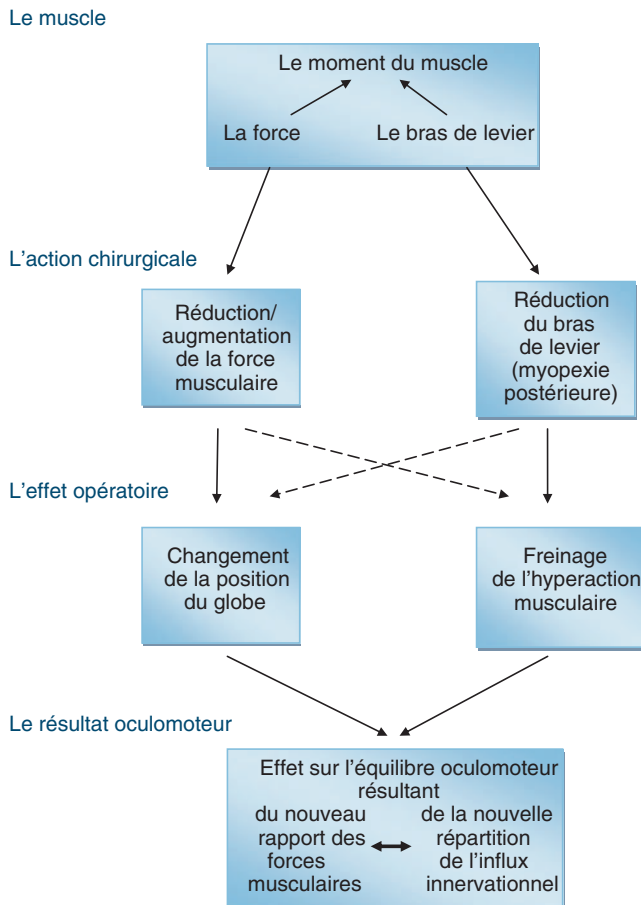 Le muscle
Le moment du muscle
La force
Le bras de levier
L'action chirurgicale
Réduction/
augmentation
de la force
musculaire
Réduction
du bras
de levier
(myopexie
postérieure)
L'effet opératoire
Changement
de la position
du globe
Freinage
de l'hyperaction
musculaire
Le résultat oculomoteur
Effet sur l'équilibre oculomoteur
résultant
du nouveau
rapport des
forces
musculaires
de la nouvelle
répartition
de l'influx
innervationnel